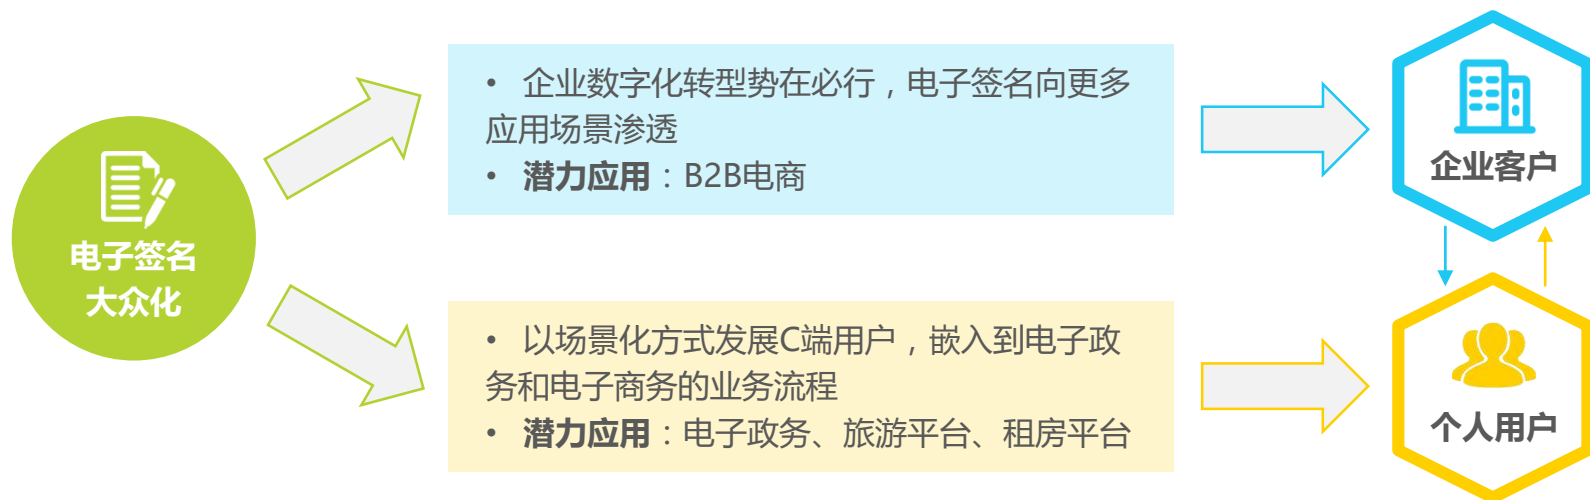 电子签名
大众化
• 企业数字化转型势在必行，电子签名向更多
应用场景渗透
• 潜力应用：B2B电商
企业客户
• 以场景化方式发展C端用户，嵌入到电子政
务和电子商务的业务流程
• 潜力应用：电子政务、旅游平台、租房平台
个人用户